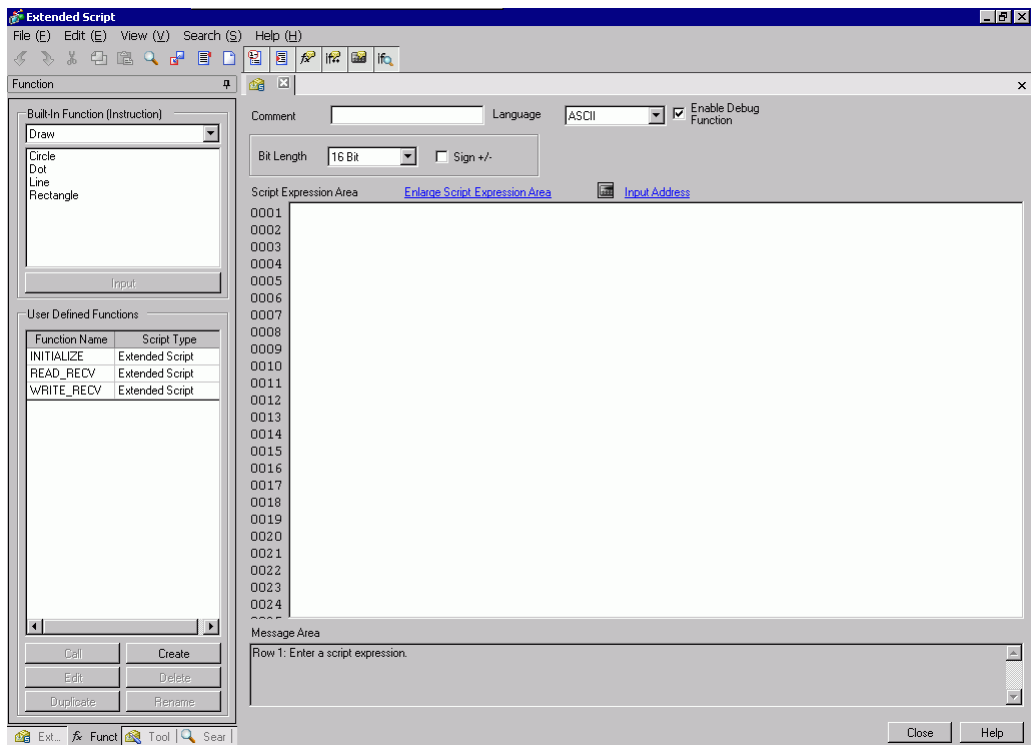 Extended Script
File (F) Edit (E) View (V) Search (S) Help (H)
Function
Built-In Function (Instruction)
Draw
Circle
Dot
Line
Rectangle
Input
User Defined Functions
Function Name Script Type
INITIALIZE Extended Script
READ_RECV Extended Script
WRITE_RECV Extended Script
Call Create
Edit Delete
Duplicate Rename
Ext... fx Funct Tool Sear
Comment Language ASCII Enable Debug
Function
Bit Length 16 Bit Sign +/-
Script Expression Area Enlarge Script Expression Area Input Address
0001
0002
0003
0004
0005
0006
0007
0008
0009
0010
0011
0012
0013
0014
0015
0016
0017
0018
0019
0020
0021
0022
0023
0024
Message Area
Row 1: Enter a script expression.
Close Help